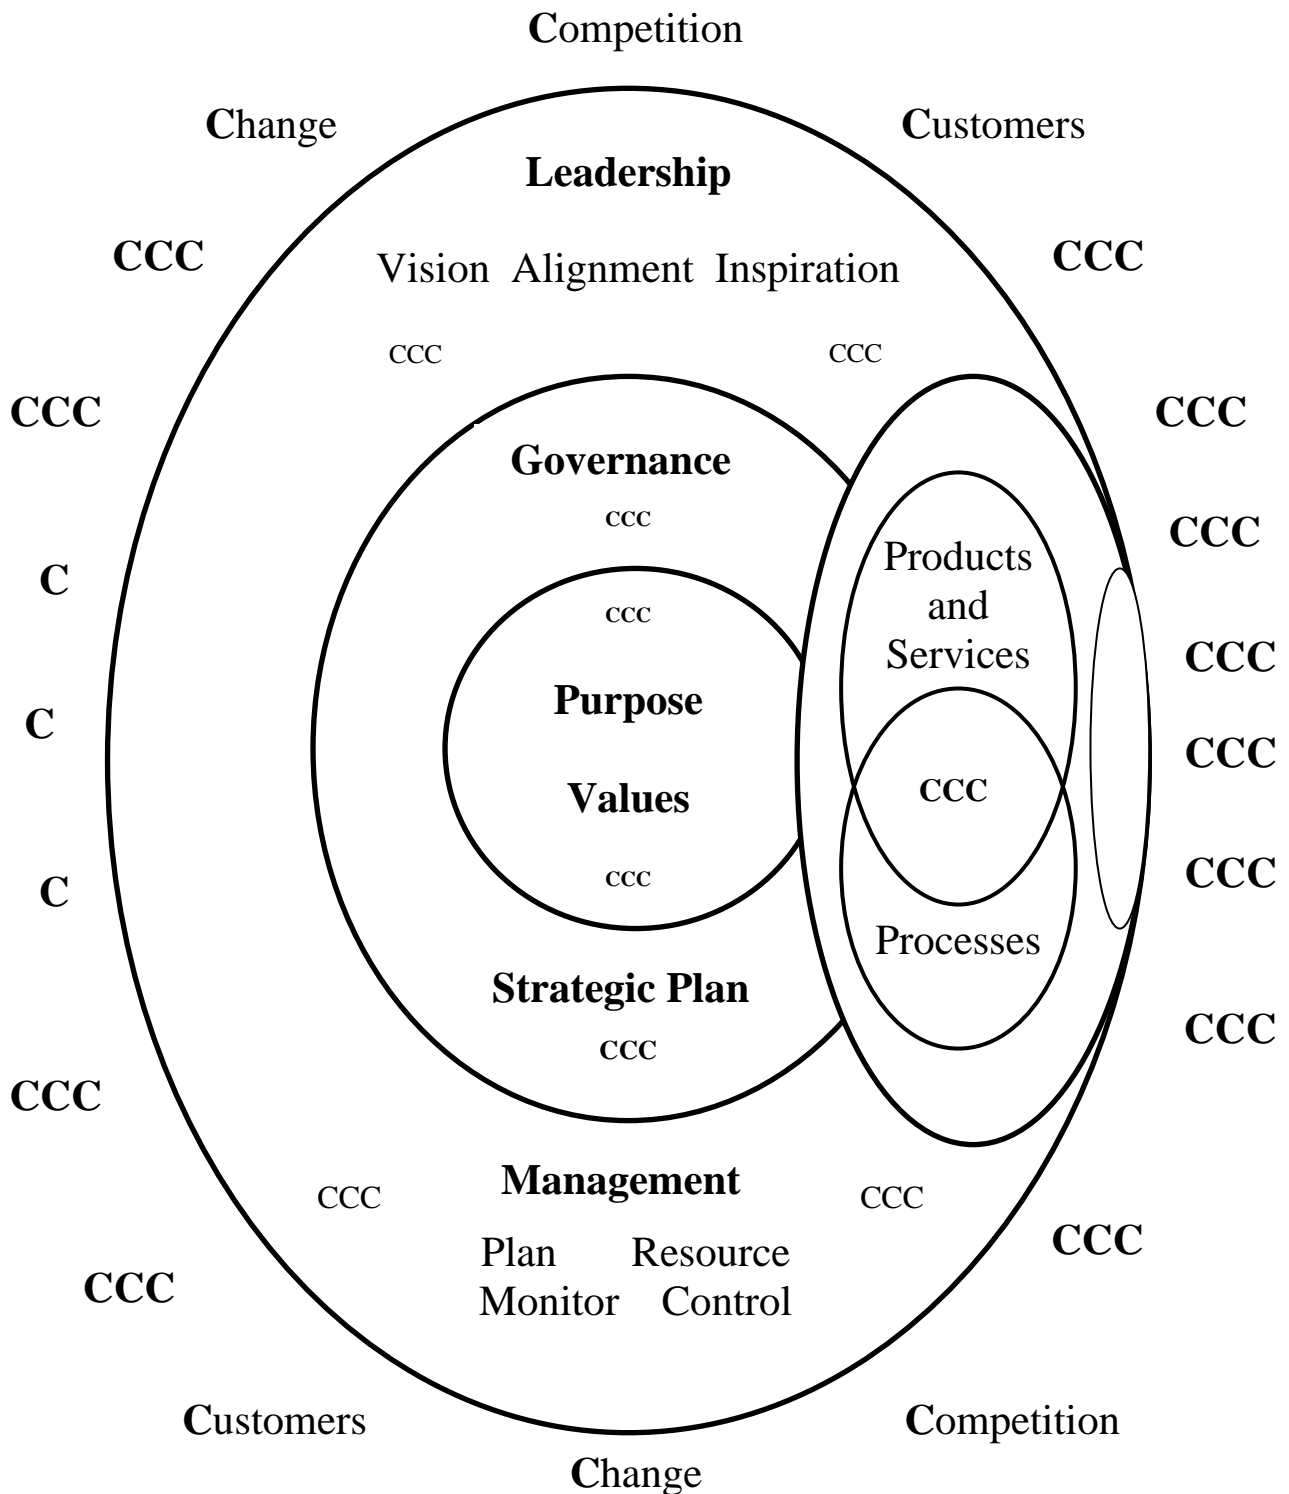 Competition
Change
Customers
Leadership
CCC
CCC
Vision Alignment Inspiration
CCC
CCC
CCC
CCC
Governance
CCC
CCC
Products
and
Services
C
CCC
CCC
Purpose
C
CCC
Values
CCC
CCC
C
CCC
Processes
Strategic Plan
CCC
CCC
CCC
Management
CCC
CCC
Plan Resource
CCC
Monitor Control
CCC
Customers
Competition
Change